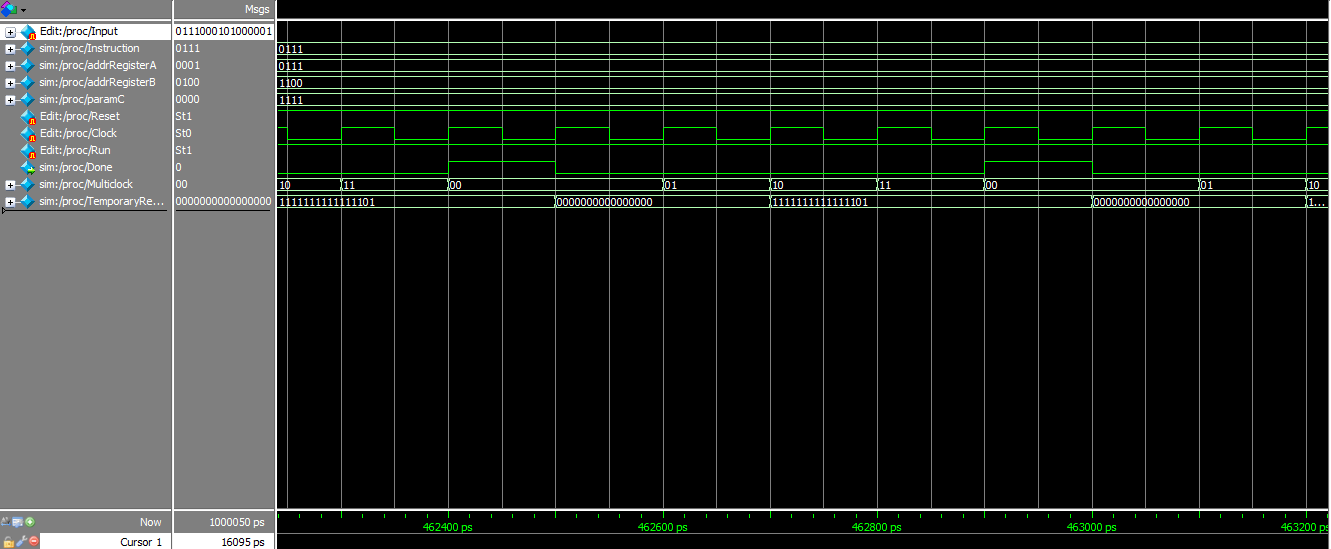 Msgs
Edit:/proc/Input 0111000101000001
sim:/proc/Instruction 0111 0111
sim:/proc/addrRegisterA 0001 0111
sim:/proc/addrRegisterB 0100 1100
sim:/proc/paramC 0000 1111
Edit:/proc/Reset St1
Edit:/proc/Clock St0
Edit:/proc/Run St1
sim:/proc/Done 0
sim:/proc/Multiclock 00 10 11 00 01 10 11 00 01 10
sim:/proc/TemporaryRe... 0000000000000000 1111111111111101 0000000000000000 1111111111111101 0000000000000000 1...
Now 1000050 ps 462400 ps 462600 ps 462800 ps 463000 ps 463200 ps
Cursor 1 16095 ps